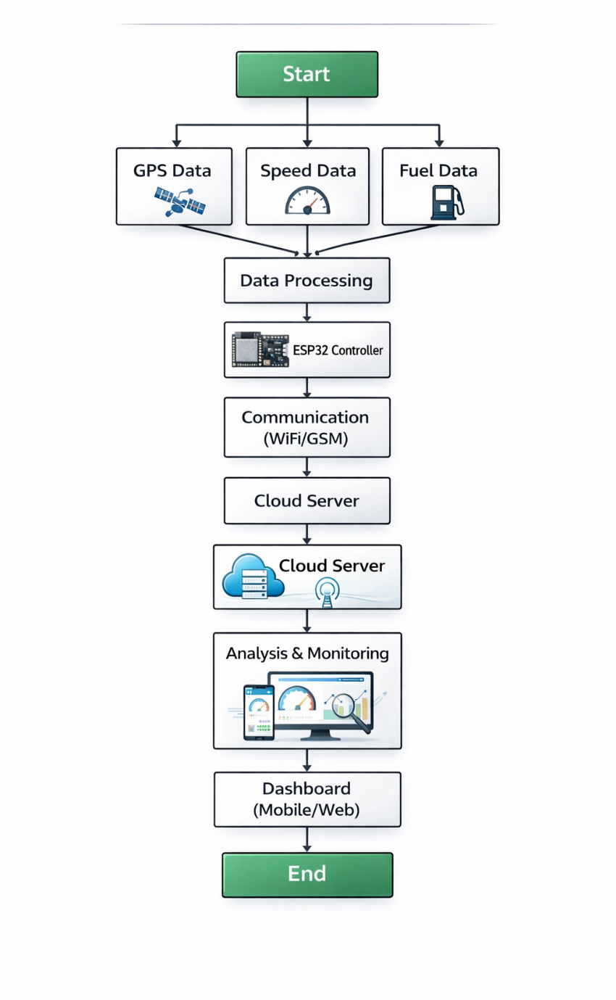 Start
GPS Data
Speed Data
Fuel Data
Data Processing
ESP32 Controller
Communication
(WiFi/GSM)
Cloud Server
Cloud Server
Analysis & Monitoring
Dashboard
(Mobile/Web)
End